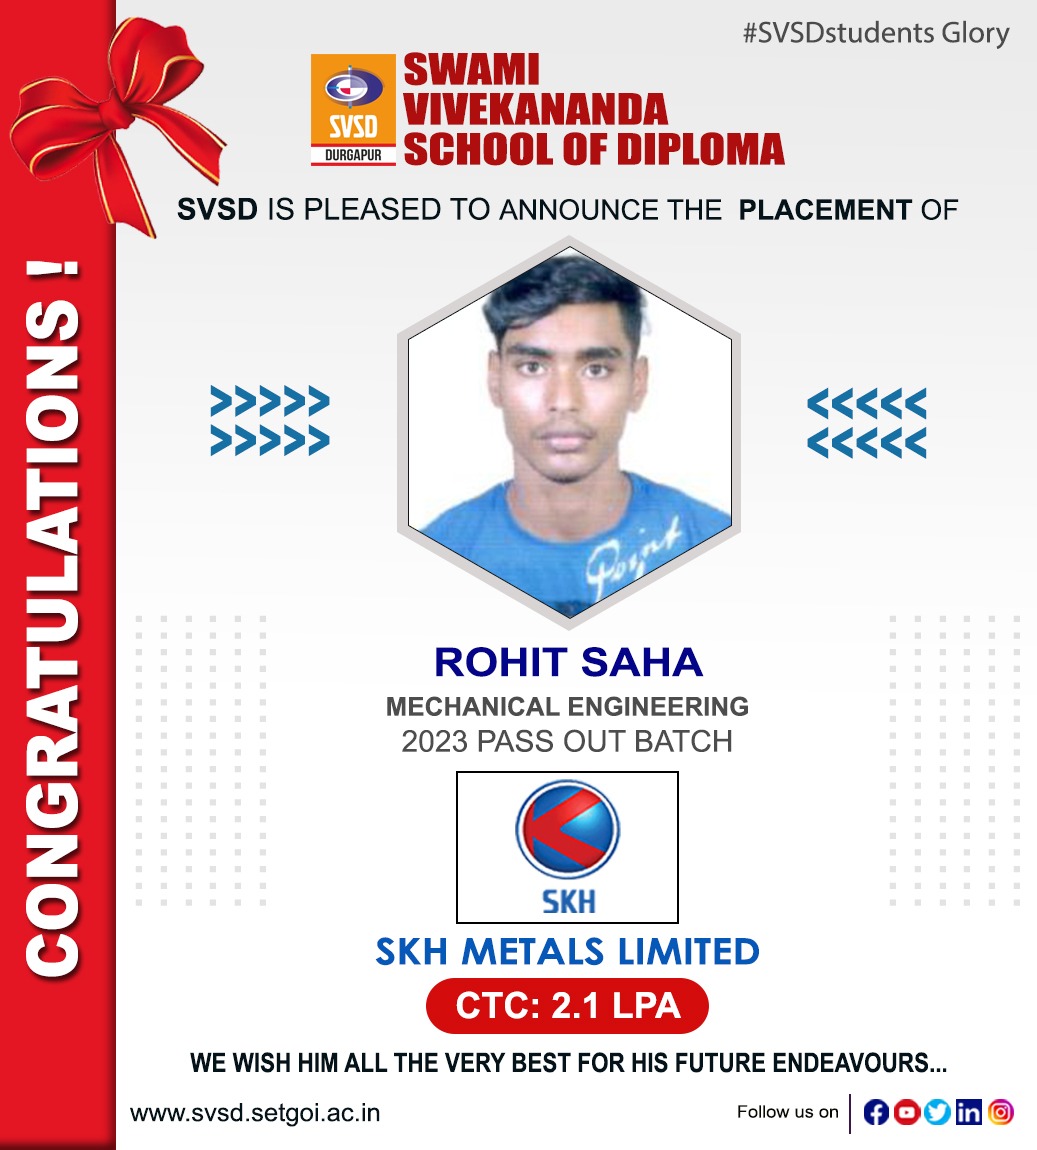 #SVSDstudents Glory
SVSD
DURGAPUR
SWAMI
VIVEKANANDA
SCHOOL OF DIPLOMA
SVSD IS PLEASED TO ANNOUNCE THE PLACEMENT OF
CONGRATULATIONS !
>>>>> <<<<<
>>>>> <<<<<
Point
ROHIT SAHA
MECHANICAL ENGINEERING
2023 PASS OUT BATCH
SKH
SKH METALS LIMITED
CTC: 2.1 LPA
WE WISH HIM ALL THE VERY BEST FOR HIS FUTURE ENDEAVOURS...
www.svsd.setgoi.ac.in
Follow us on